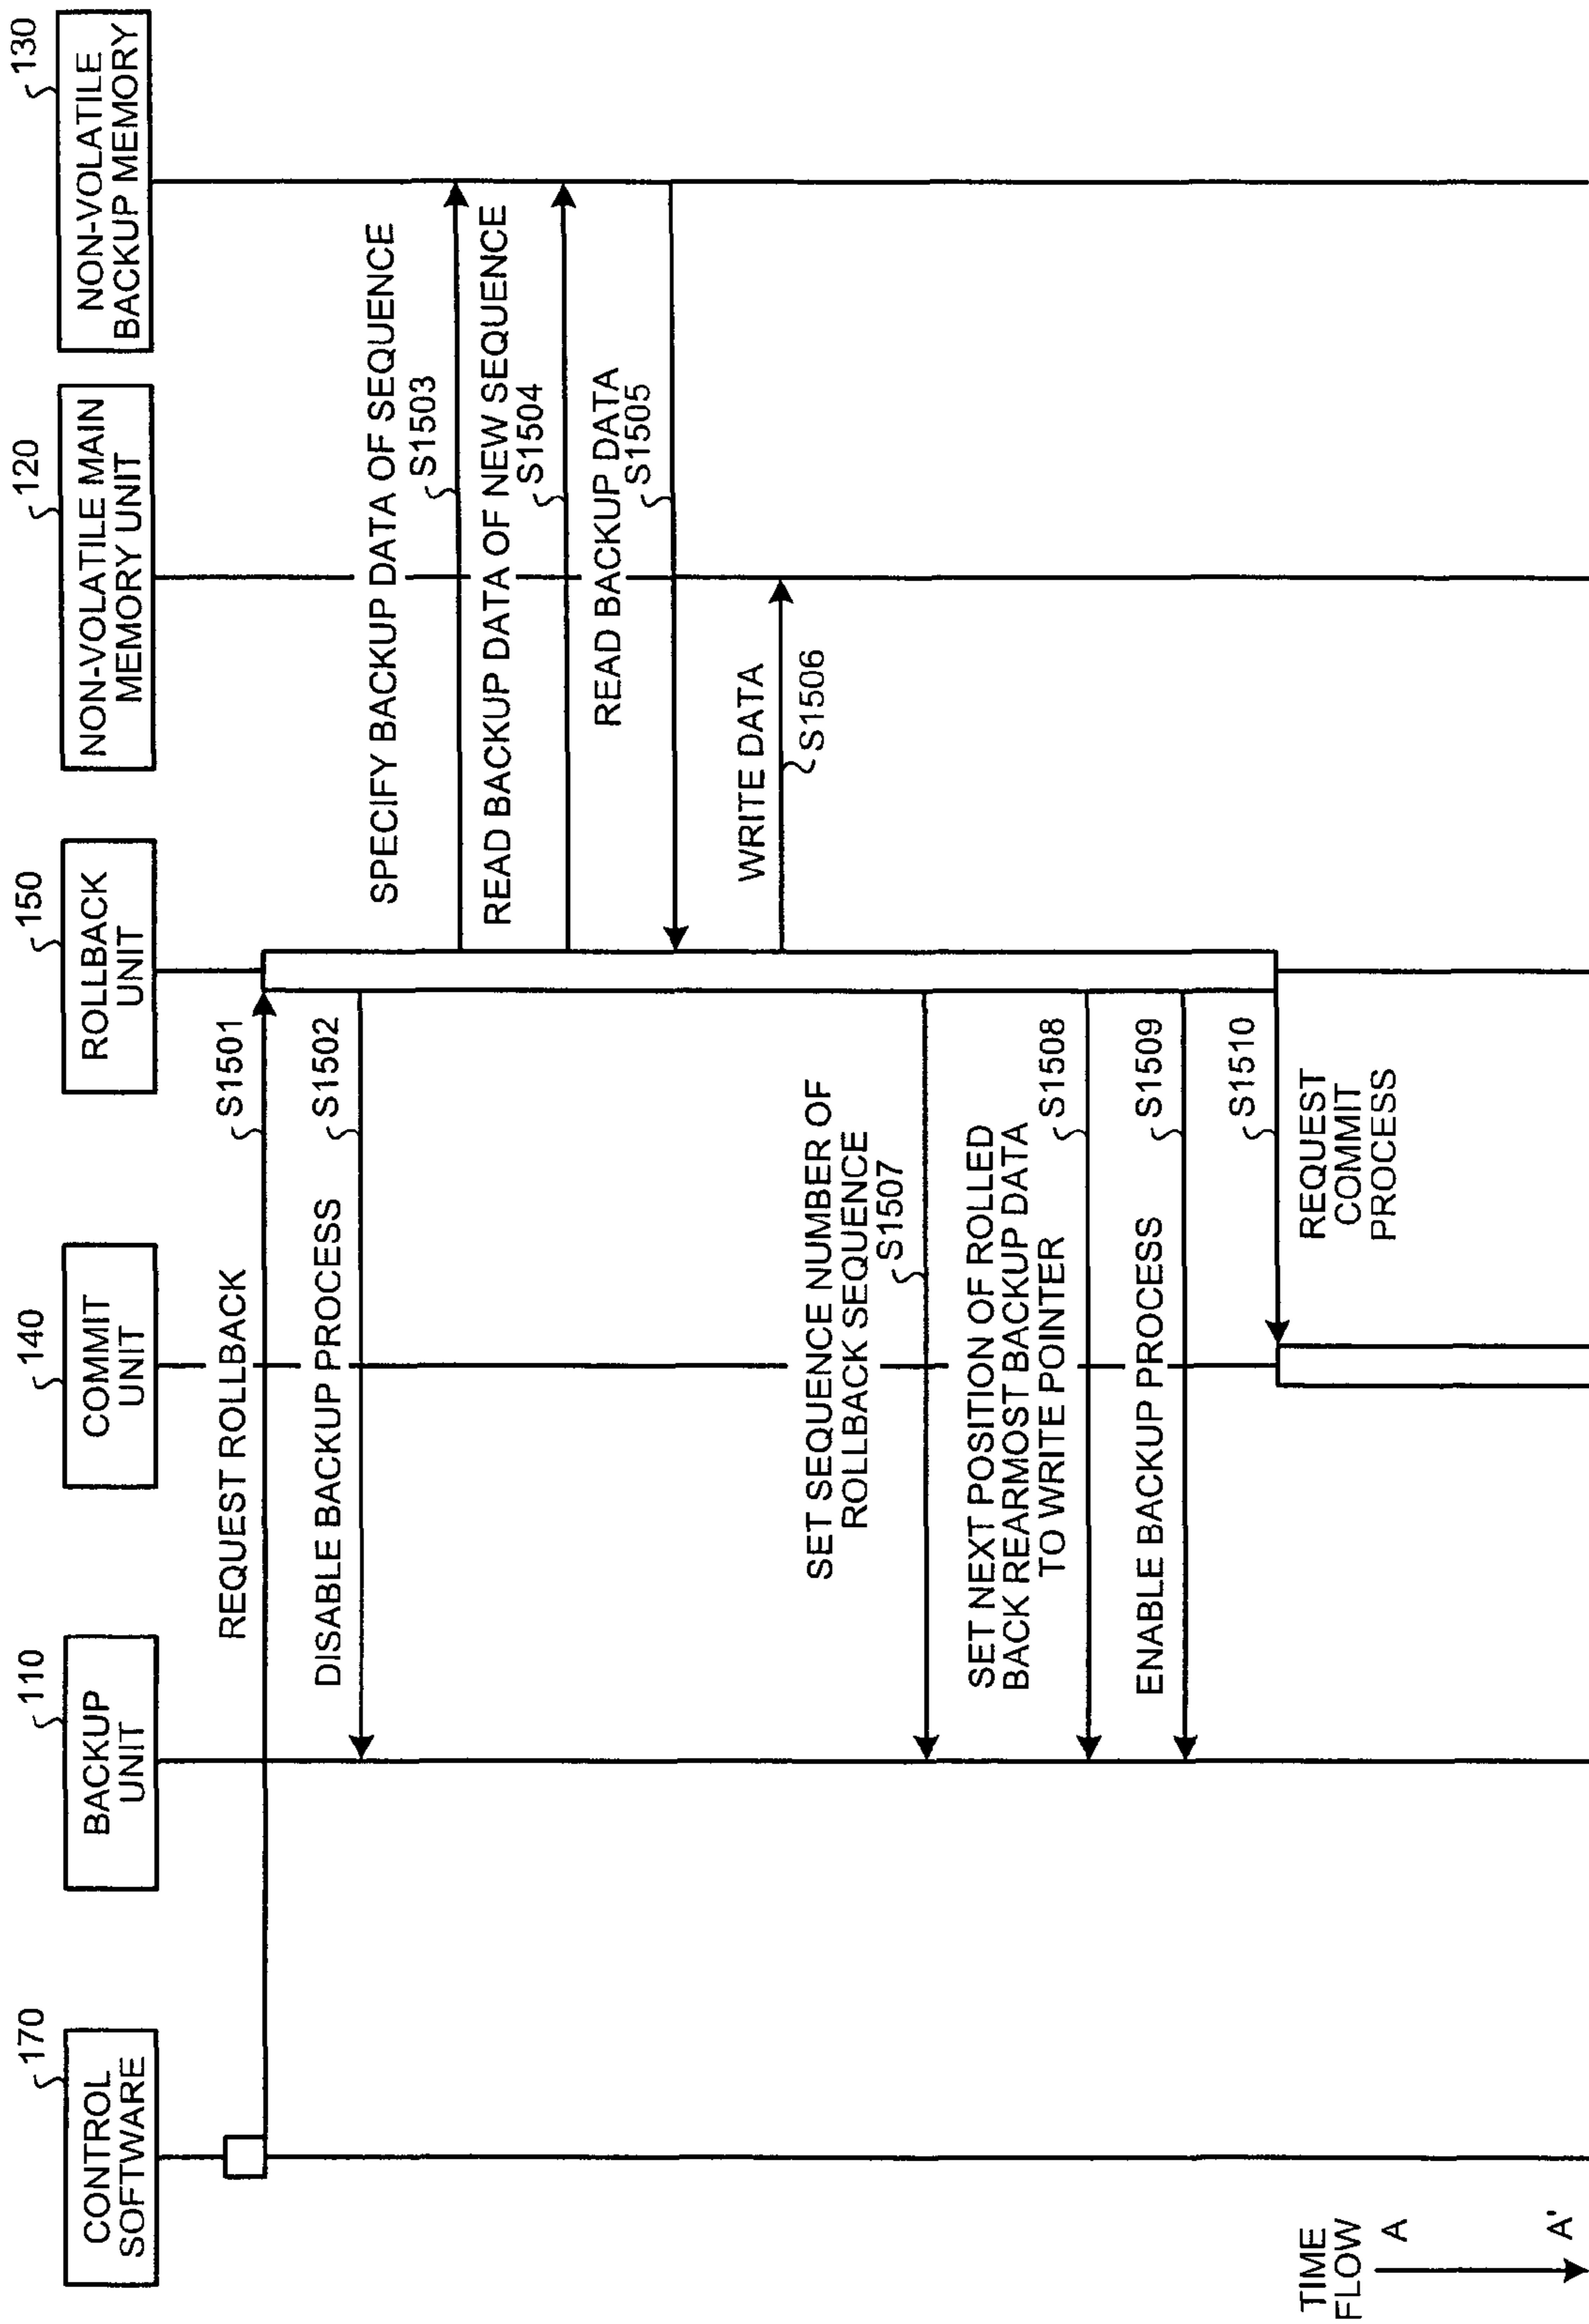 170
CONTROL
SOFTWARE
110
BACKUP
UNIT
140
COMMIT
UNIT
150
ROLLBACK
UNIT
120
NON-VOLATILE MAIN
MEMORY UNIT
130
NON-VOLATILE
BACKUP MEMORY
REQUEST ROLLBACK
S1501
DISABLE BACKUP PROCESS
S1502
SPECIFY BACKUP DATA OF SEQUENCE
S1503
READ BACKUP DATA OF NEW SEQUENCE
S1504
READ BACKUP DATA
S1505
WRITE DATA
S1506
SET SEQUENCE NUMBER OF
ROLLBACK SEQUENCE
S1507
SET NEXT POSITION OF ROLLED
BACK REARMOST BACKUP DATA
TO WRITE POINTER
S1508
ENABLE BACKUP PROCESS
S1509
S1510
REQUEST
COMMIT
PROCESS
TIME
FLOW
A
A'